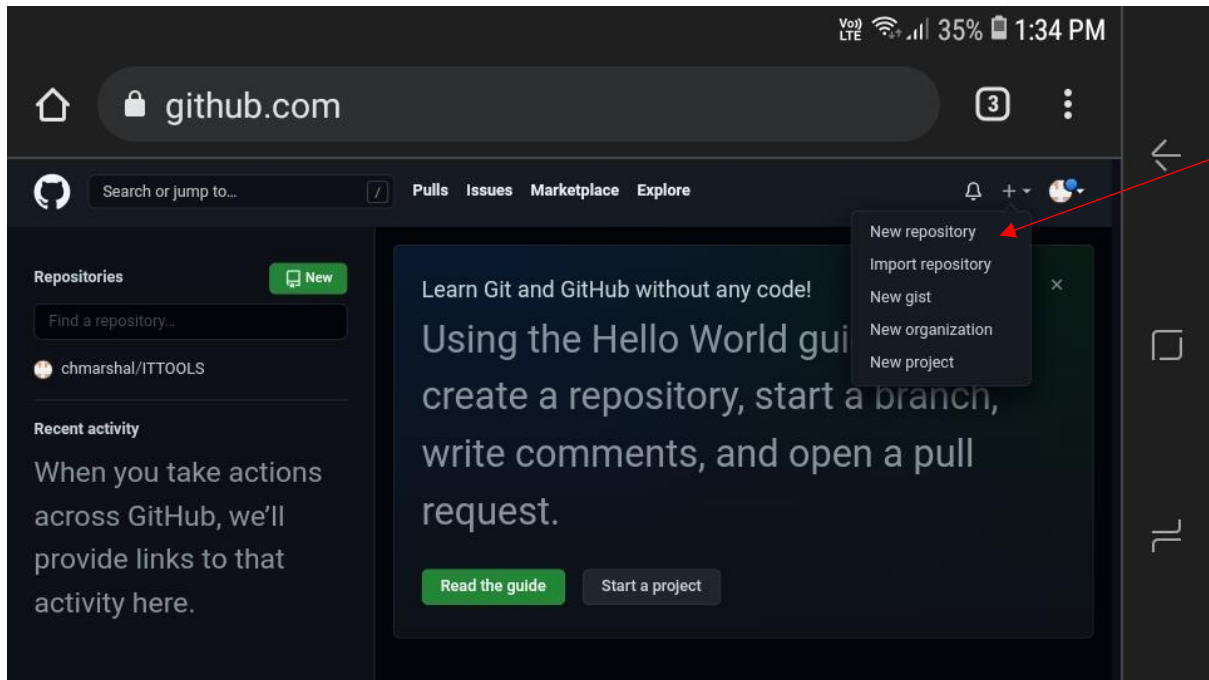 Vo)) LTE 35% 1:34 PM
github.com 3
Search or jump to... / Pulls Issues Marketplace Explore
New repository
Import repository
New gist
New organization
New project
Repositories New
Find a repository...
chmarshal/ITTOOLS
Recent activity
When you take actions
across GitHub, we'll
provide links to that
activity here.
Learn Git and GitHub without any code!
Using the Hello World gui
create a repository, start a branch,
write comments, and open a pull
request.
Read the guide Start a project